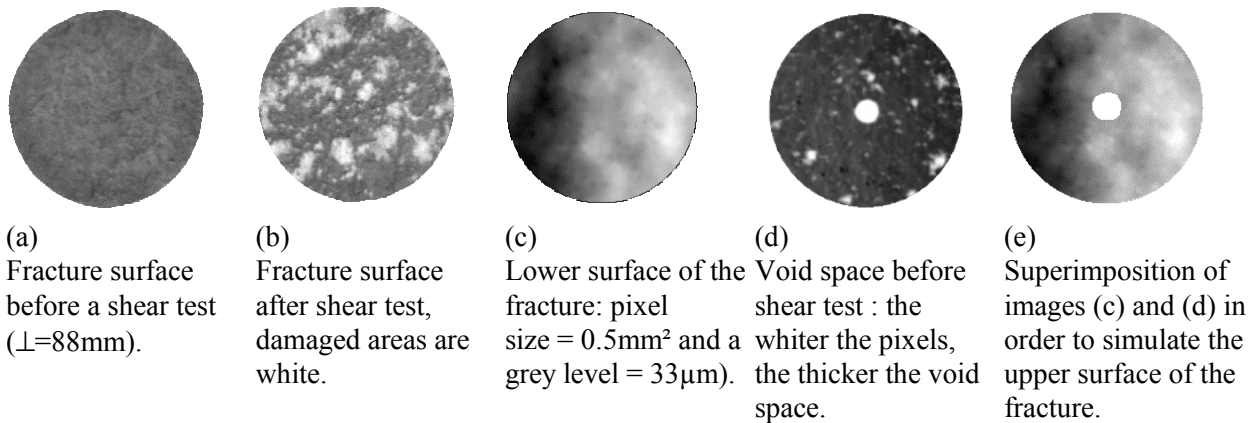 (a)
Fracture surface
before a shear test
(⊥=88mm).
(b)
Fracture surface
after shear test,
damaged areas are
white.
(c)
Lower surface of the
fracture: pixel
size = 0.5mm² and a
grey level = 33µm).
(d)
Void space before
shear test : the
whiter the pixels,
the thicker the void
space.
(e)
Superimposition of
images (c) and (d) in
order to simulate the
upper surface of the
fracture.